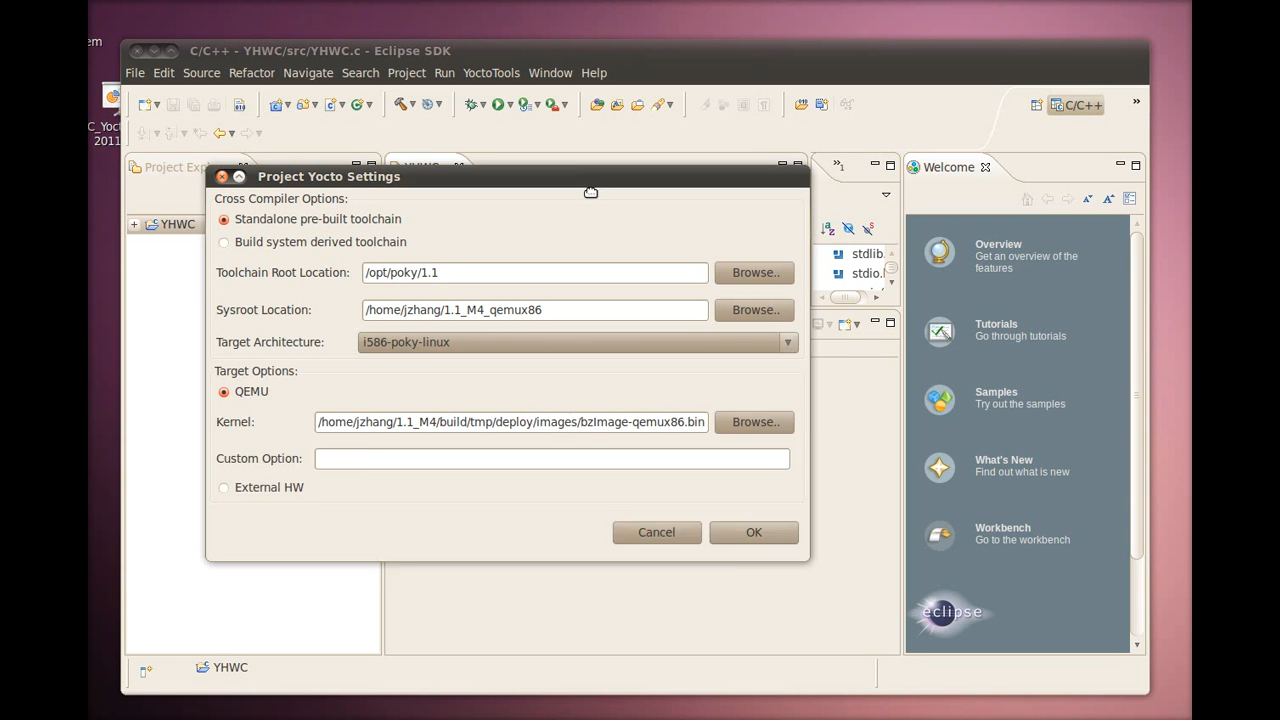 em
C_Yoct
2011
C/C++ - YHWC/src/YHWC.c - Eclipse SDK
File Edit Source Refactor Navigate Search Project Run YoctoTools Window Help
C/C++
Project Exp
Welcome
YHWC
Project Yocto Settings
Cross Compiler Options:
Standalone pre-built toolchain
Build system derived toolchain
Toolchain Root Location: /opt/poky/1.1 Browse..
Sysroot Location: /home/jzhang/1.1_M4_qemux86 Browse..
Target Architecture: i586-poky-linux
Target Options:
QEMU
Kernel: /home/jzhang/1.1_M4/build/tmp/deploy/images/bzImage-qemux86.bin Browse..
Custom Option:
External HW
Cancel OK
stdlib.
stdio.
Overview
Get an overview of the
features
Tutorials
Go through tutorials
Samples
Try out the samples
What's New
Find out what is new
Workbench
Go to the workbench
eclipse
YHWC